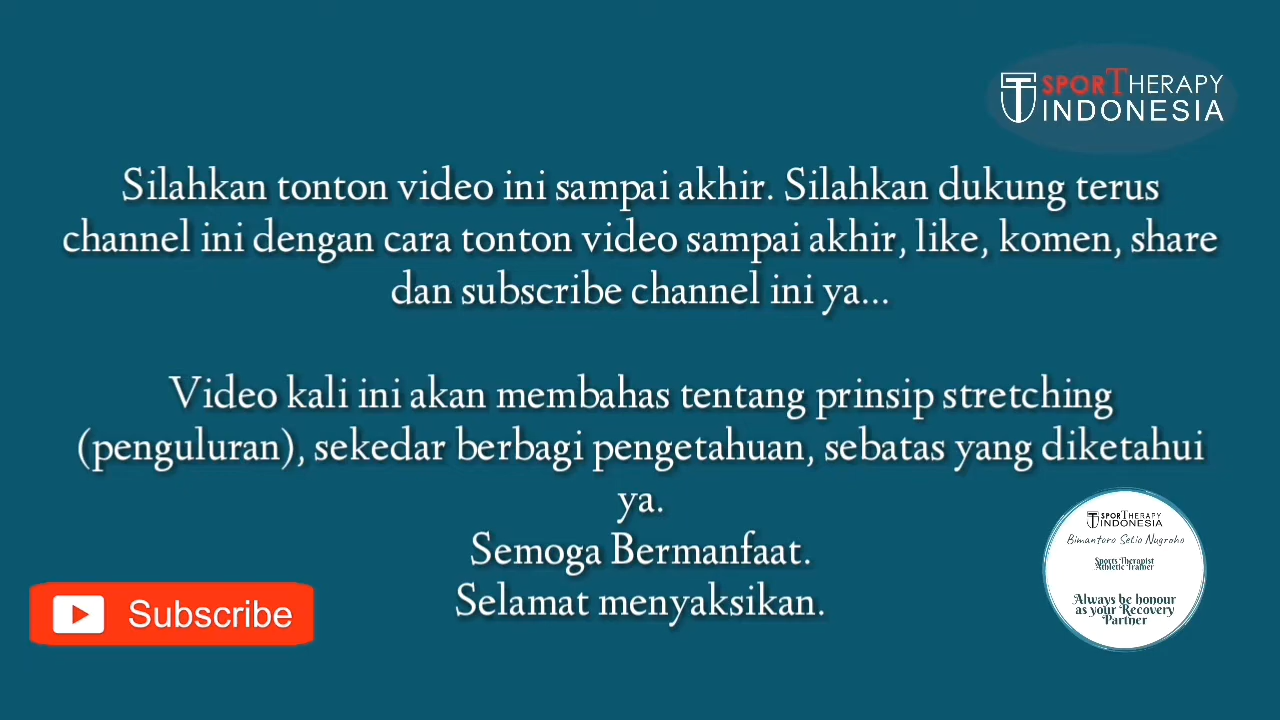 SPORTHERAPY
INDONESIA
Silahkan tonton video ini sampai akhir. Silahkan dukung terus
channel ini dengan cara tonton video sampai akhir, like, komen, share
dan subscribe channel ini ya...
Video kali ini akan membahas tentang prinsip stretching
(penguluran), sekedar berbagi pengetahuan, sebatas yang diketahui
ya.
Semoga Bermanfaat.
Selamat menyaksikan.
Subscribe
SPORTHERAPY
INDONESIA
Bimantoro Setio Nugroho
Sports Therapist
Athletic Trainer
Always be honour
as your Recovery
Partner